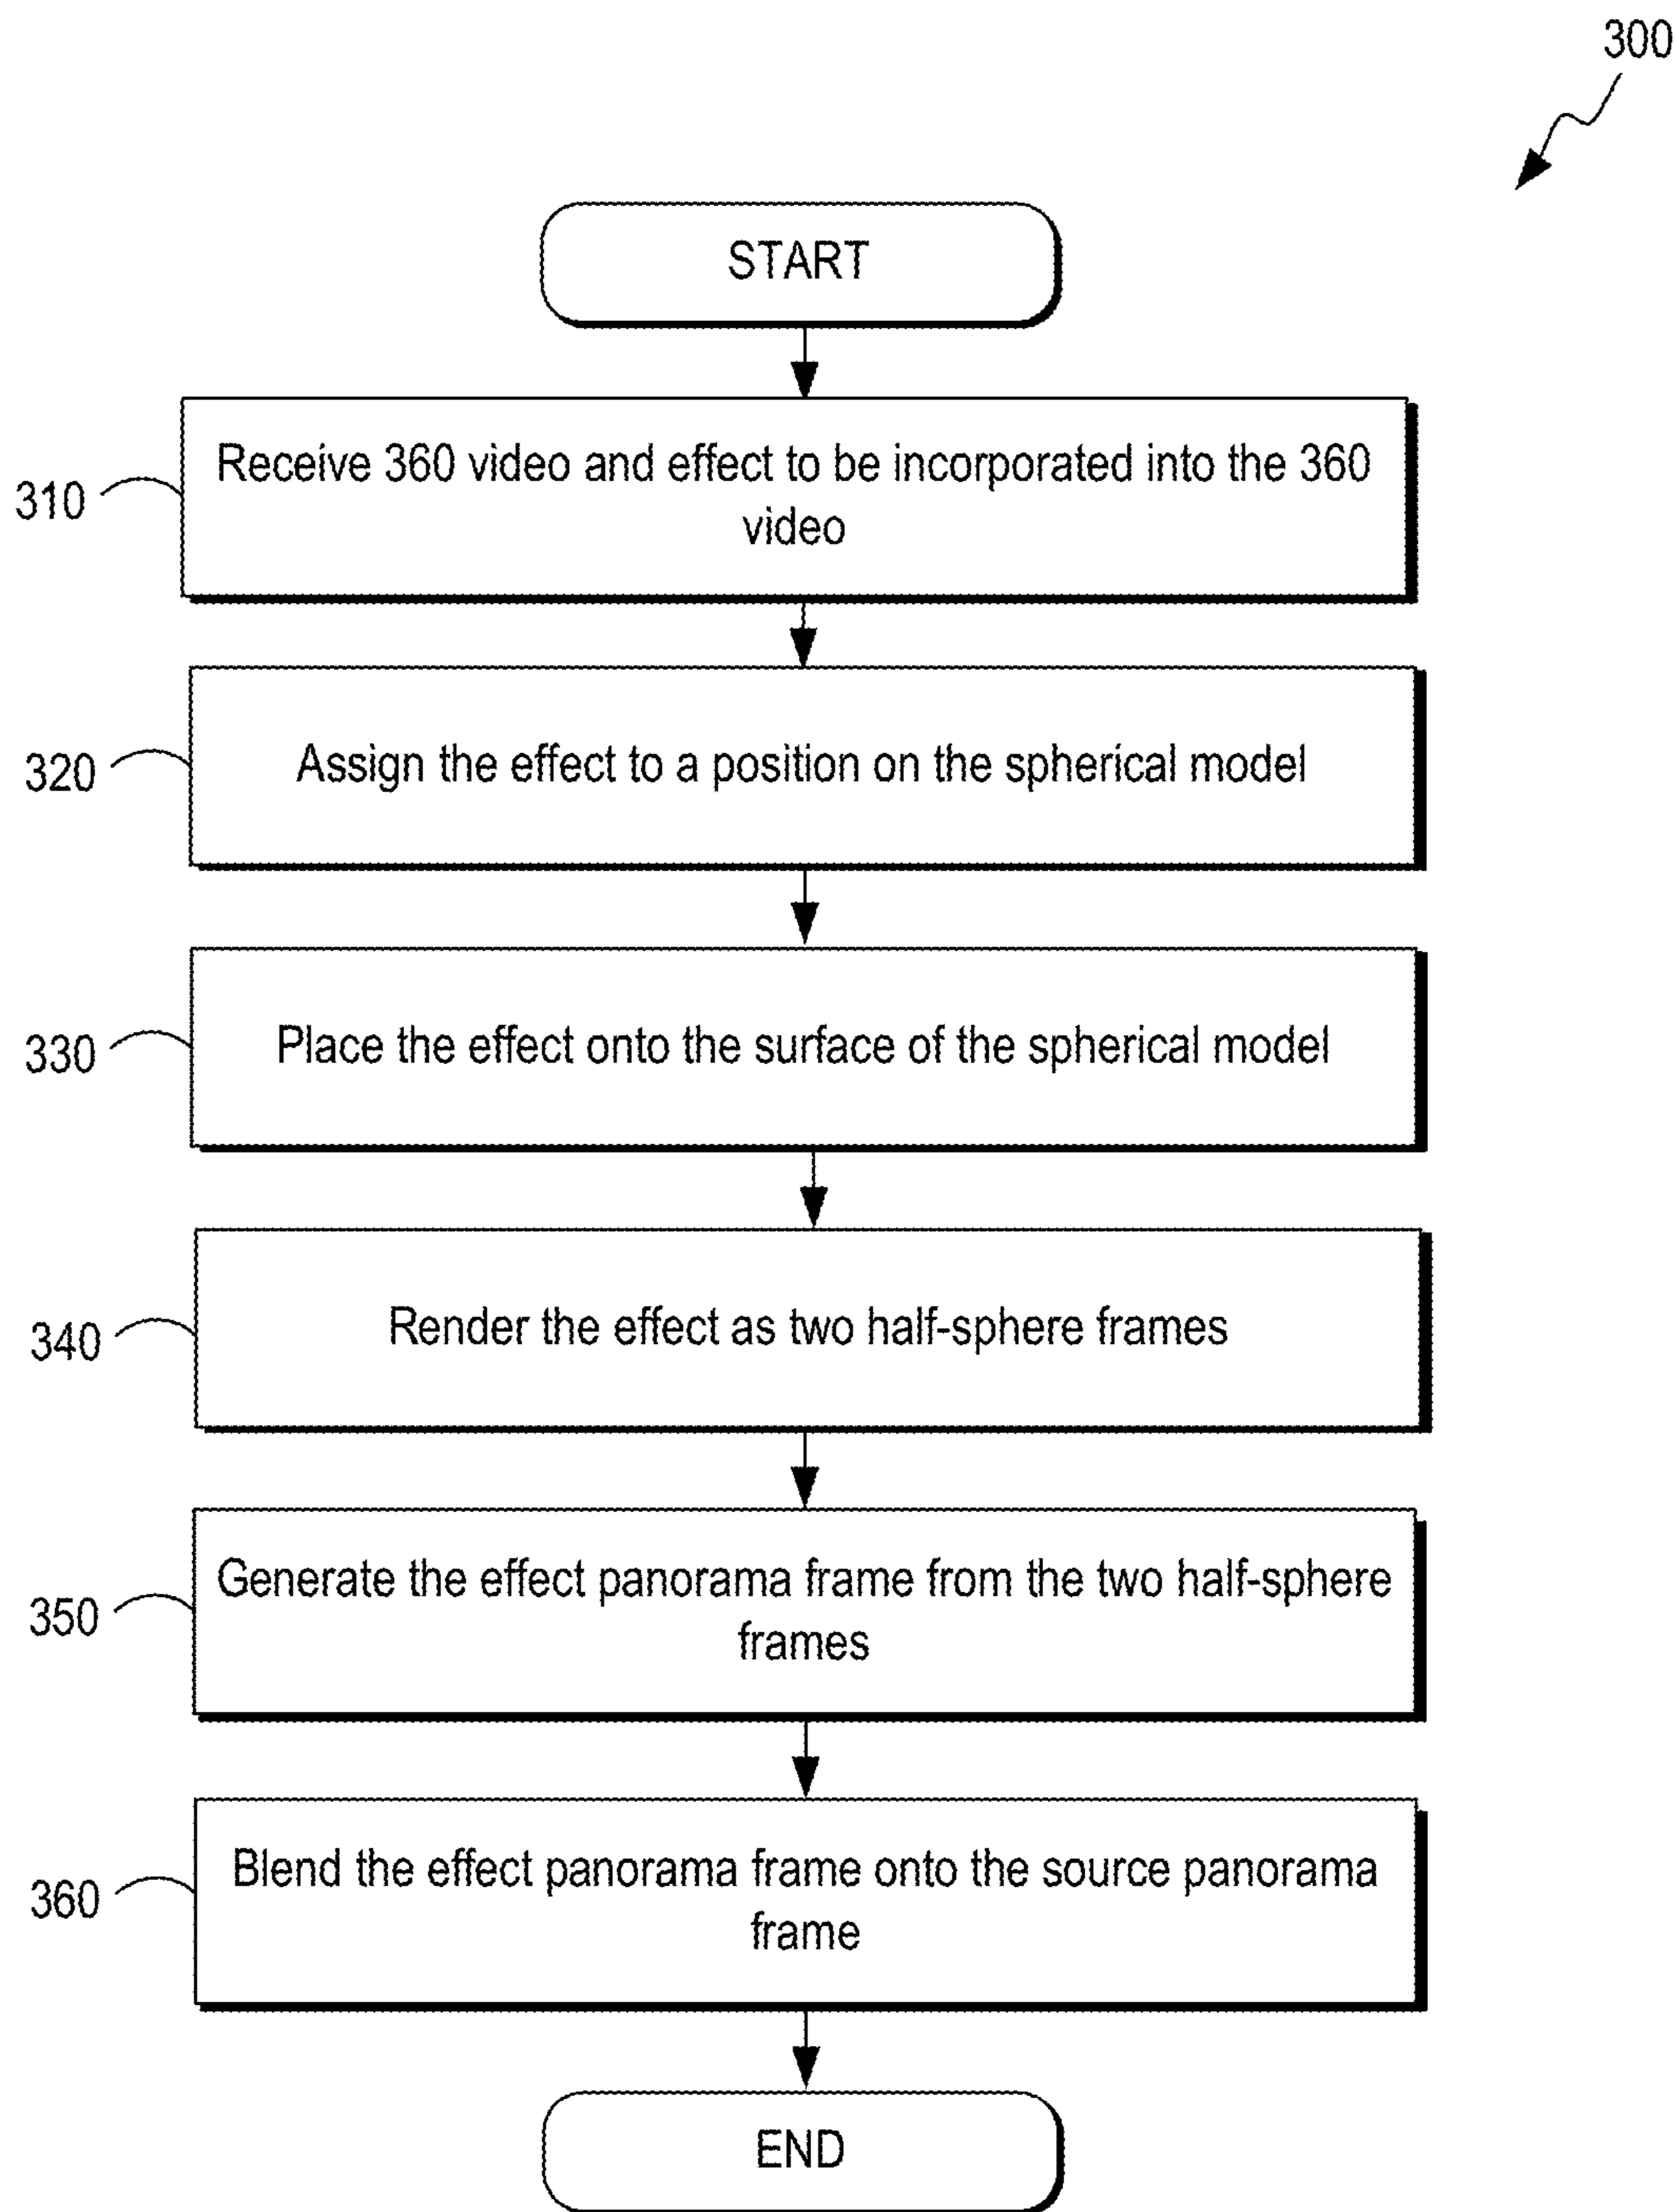 300
START
310
Receive 360 video and effect to be incorporated into the 360
video
320
Assign the effect to a position on the spherical model
330
Place the effect onto the surface of the spherical model
340
Render the effect as two half-sphere frames
350
Generate the effect panorama frame from the two half-sphere
frames
360
Blend the effect panorama frame onto the source panorama
frame
END